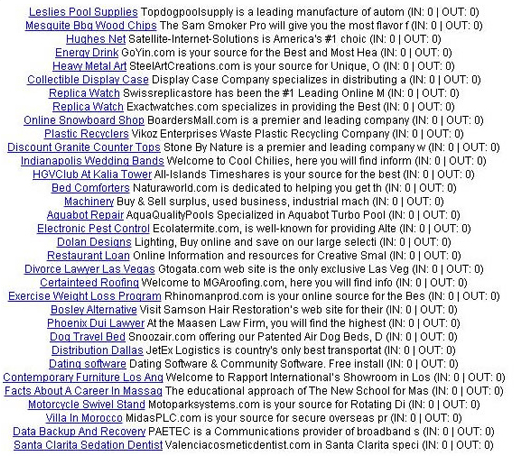 Leslies Pool Supplies Topdogpoolsupply is a leading manufacture of autom (IN: 0 | OUT: 0)
Mesquite Bbq Wood Chips The Sam Smoker Pro will give you the most flavor f (IN: 0 | OUT: 0)
Hughes Net Satellite-Internet-Solutions is America's #1 choic (IN: 0 | OUT: 0)
Energy Drink GoYin.com is your source for the Best and Most Hea (IN: 0 | OUT: 0)
Heavy Metal Art SteelArtCreations.com is your source for Unique, O (IN: 0 | OUT: 0)
Collectible Display Case Display Case Company specializes in distributing a (IN: 0 | OUT: 0)
Replica Watch Swissreplicastore has been the #1 Leading Online M (IN: 0 | OUT: 0)
Replica Watch Exactwatches.com specializes in providing the Best (IN: 0 | OUT: 0)
Online Snowboard Shop BoardersMall.com is a premier and leading company (IN: 0 | OUT: 0)
Plastic Recyclers Vikoz Enterprises Waste Plastic Recycling Company (IN: 0 | OUT: 0)
Discount Granite Counter Tops Stone By Nature is a premier and leading company w (IN: 0 | OUT: 0)
Indianapolis Wedding Bands Welcome to Cool Chilies, here you will find inform (IN: 0 | OUT: 0)
HGVClub At Kalia Tower All-Islands Timeshares is your source for the best (IN: 0 | OUT: 0)
Bed Comforters Naturaworld.com is dedicated to helping you get th (IN: 0 | OUT: 0)
Machinery Buy & Sell surplus, used business, industrial mach (IN: 0 | OUT: 0)
Aquabot Repair AquaQualityPools Specialized in Aquabot Turbo Pool (IN: 0 | OUT: 0)
Electronic Pest Control Ecolatermite.com, is well-known for providing Alte (IN: 0 | OUT: 0)
Dolan Designs Lighting, Buy online and save on our large selecti (IN: 0 | OUT: 0)
Restaurant Loan Online Information and resources for Creative Smal (IN: 0 | OUT: 0)
Divorce Lawyer Las Vegas Gtogata.com web site is the only exclusive Las Veg (IN: 0 | OUT: 0)
Certainteed Roofing Welcome to MGAroofing.com, here you will find info (IN: 0 | OUT: 0)
Exercise Weight Loss Program Rhinomanprod.com is your online source for the Bes (IN: 0 | OUT: 0)
Bosley Alternative Visit Samson Hair Restoration's web site for their (IN: 0 | OUT: 0)
Phoenix Dui Lawyer At the Maasen Law Firm, you will find the highest (IN: 0 | OUT: 0)
Dog Travel Bed Snoozair.com offering our Patented Air Dog Beds, D (IN: 0 | OUT: 0)
Distribution Dallas JetEx Logistics is country's only best transportat (IN: 0 | OUT: 0)
Dating software Dating Software & Community Software. Free install (IN: 0 | OUT: 0)
Contemporary Furniture Los Ang Welcome to Rapport International's Showroom in Los (IN: 0 | OUT: 0)
Facts About A Career In Massag The educational approach of The New School for Mas (IN: 0 | OUT: 0)
Motorcycle Swivel Stand Motoparksystems.com is your source for Rotating Di (IN: 0 | OUT: 0)
Villa In Morocco MidasPLC.com is your source for secure overseas pr (IN: 0 | OUT: 0)
Data Backup And Recovery PAETEC is a Communications provider of broadband s (IN: 0 | OUT: 0)
Santa Clarita Sedation Dentist Valenciacosmeticdentist.com in Santa Clarita speci (IN: 0 | OUT: 0)